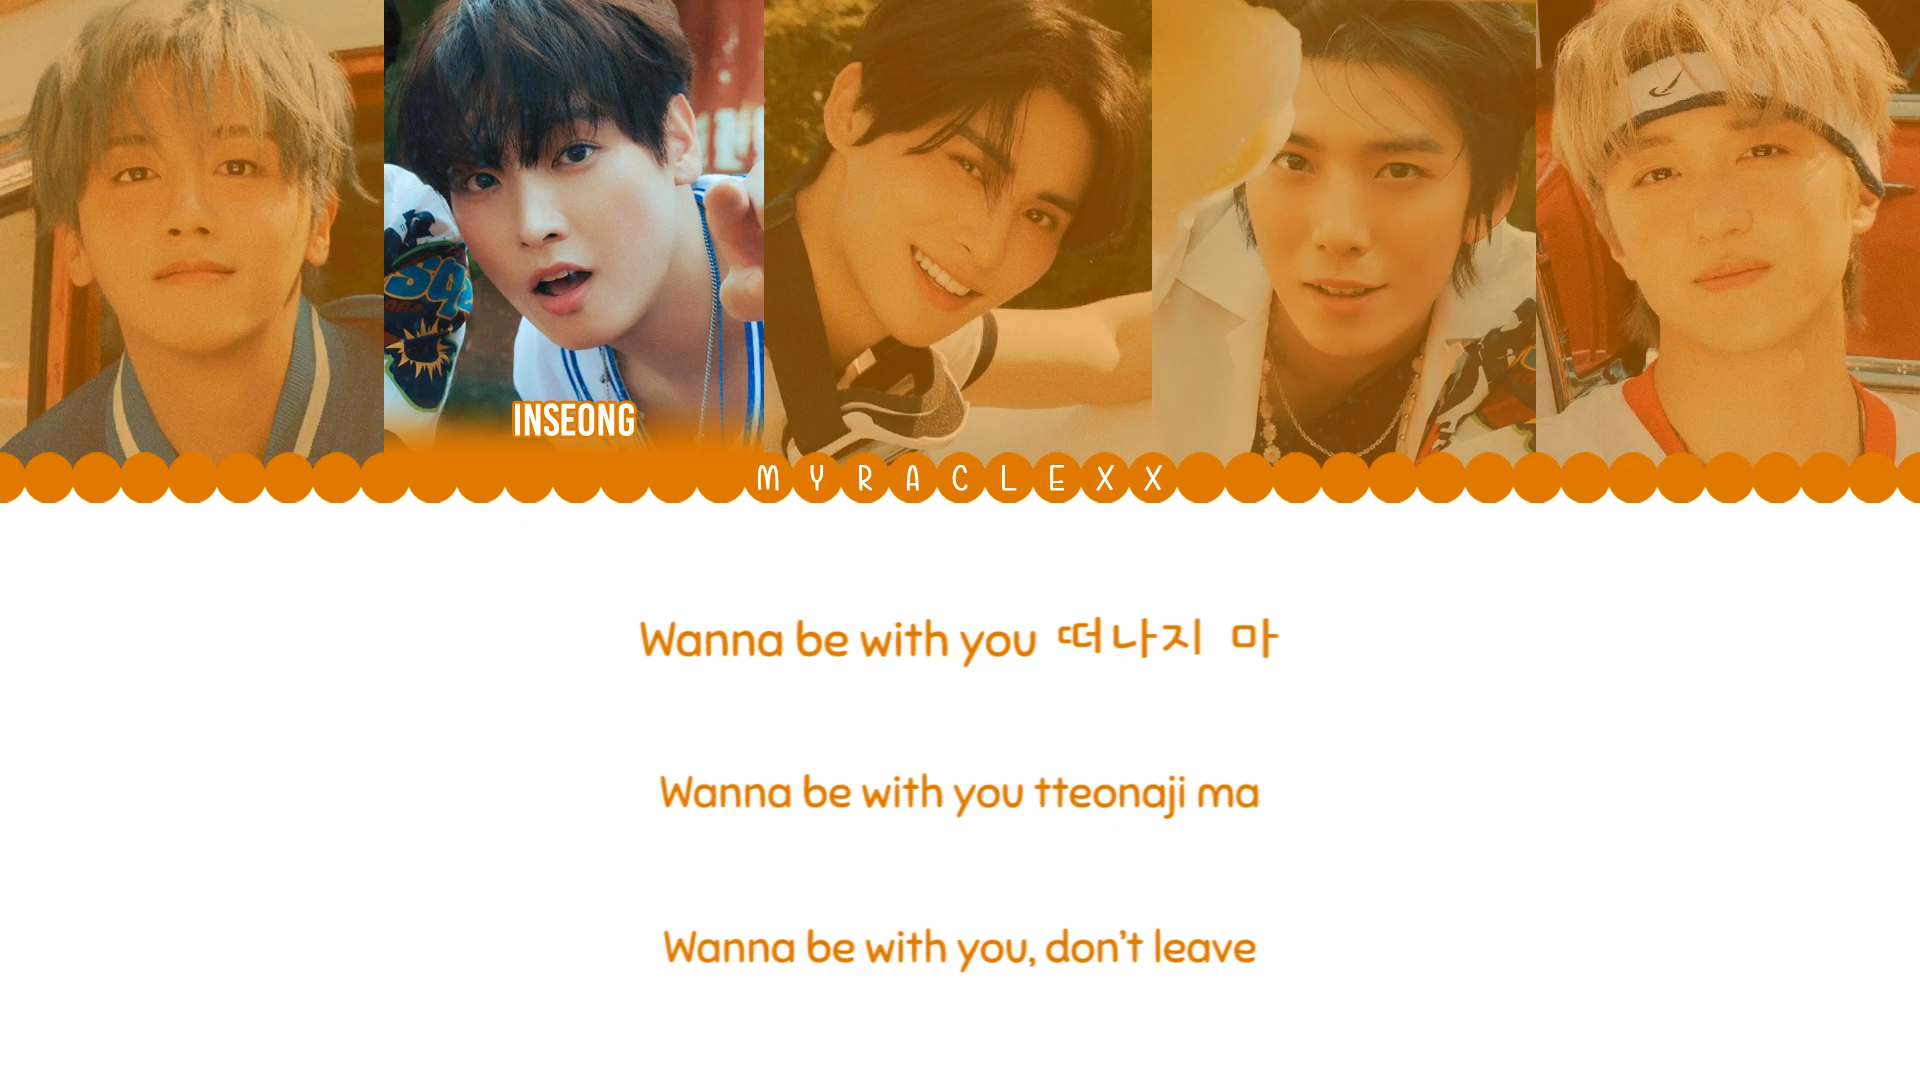 INSEONG
MYRACLEXX
Wanna be with you 떠나지 마
Wanna be with you tteonaji ma
Wanna be with you, don’t leave